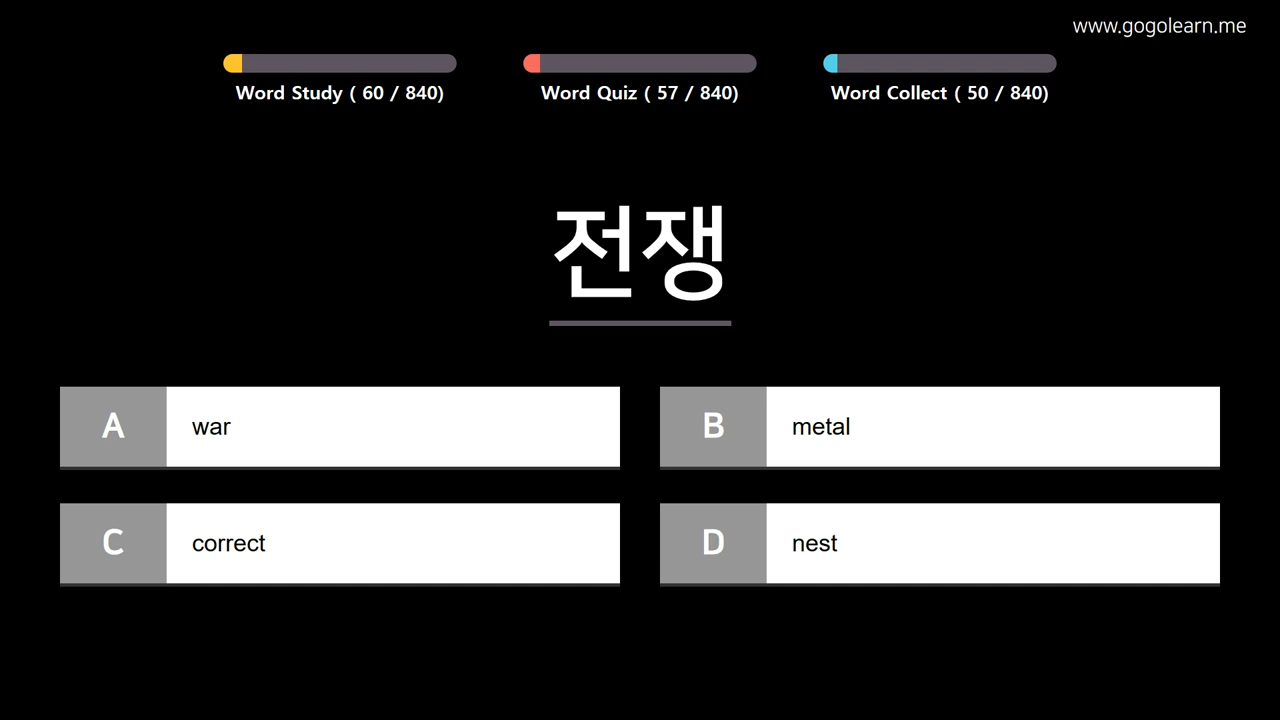 www.gogolearn.me
Word Study ( 60 / 840)
Word Quiz ( 57 / 840)
Word Collect ( 50 / 840)
전쟁
A war
B metal
C correct
D nest